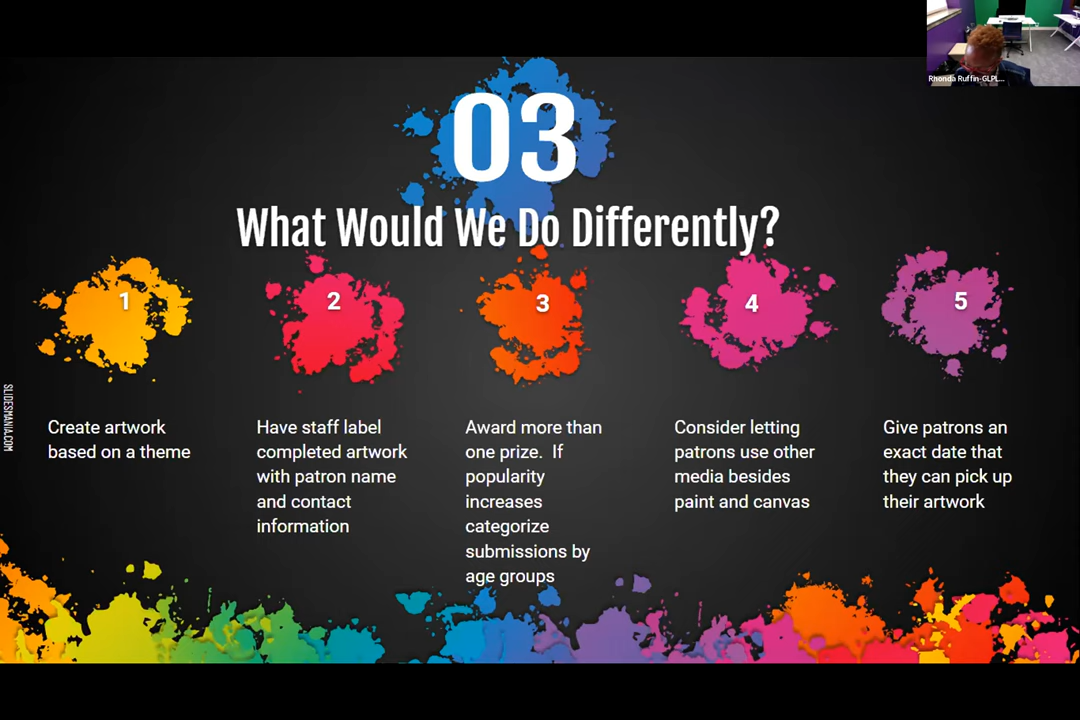 Rhonda Ruffin-GLPL...
03
What Would We Do Differently?
1
2
3
4
5
Create artwork
based on a theme
Have staff label
completed artwork
with patron name
and contact
information
Award more than
one prize.  If
popularity
increases
categorize
submissions by
age groups
Consider letting
patrons use other
media besides
paint and canvas
Give patrons an
exact date that
they can pick up
their artwork
SLIDESMANIA.COM